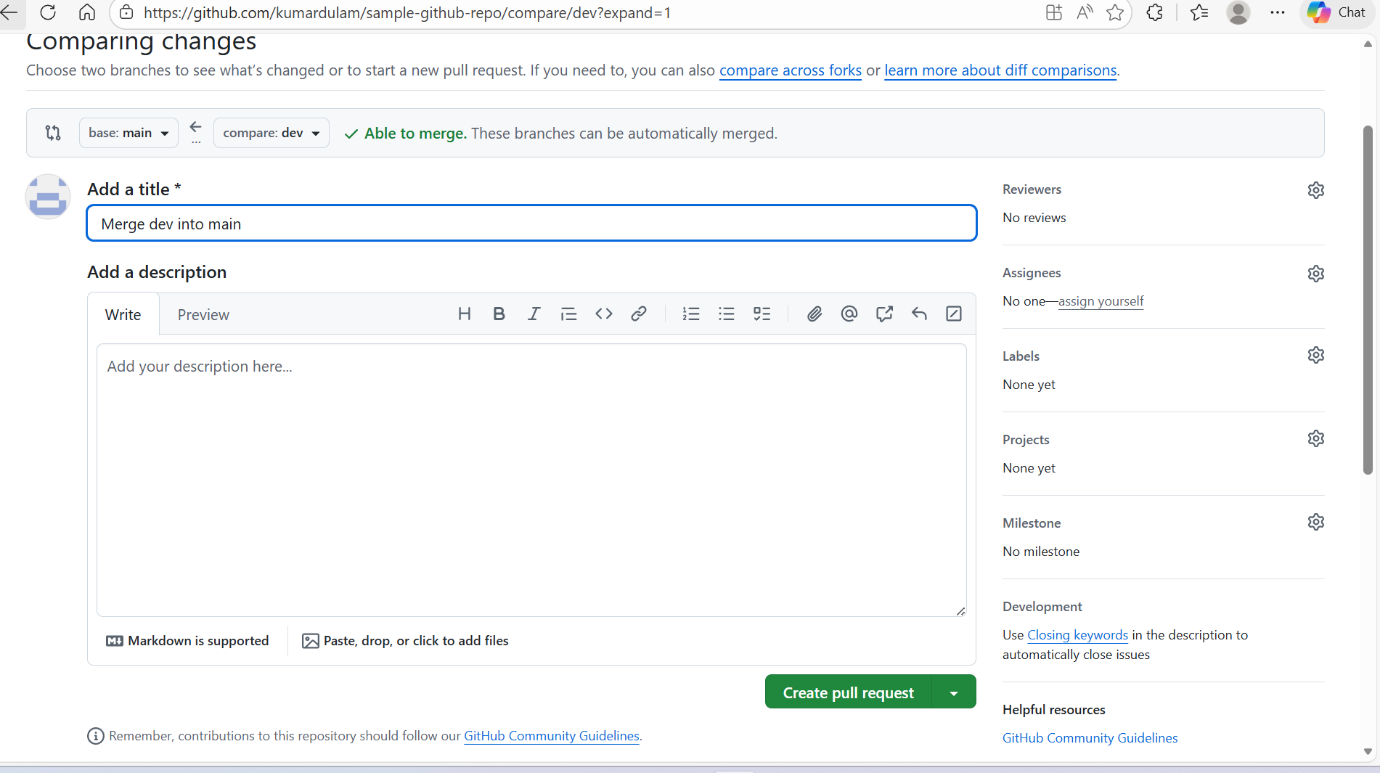 https://github.com/kumardulam/sample-github-repo/compare/dev?expand=1
Chat
Comparing changes
Choose two branches to see what's changed or to start a new pull request. If you need to, you can also compare across forks or learn more about diff comparisons.
base: main
compare: dev
Able to merge. These branches can be automatically merged.
Add a title *
Merge dev into main
Add a description
Write
Preview
Add your description here...
Markdown is supported
Paste, drop, or click to add files
Create pull request
Remember, contributions to this repository should follow our GitHub Community Guidelines.
Reviewers
No reviews
Assignees
No one—assign yourself
Labels
None yet
Projects
None yet
Milestone
No milestone
Development
Use Closing keywords in the description to
automatically close issues
Helpful resources
GitHub Community Guidelines